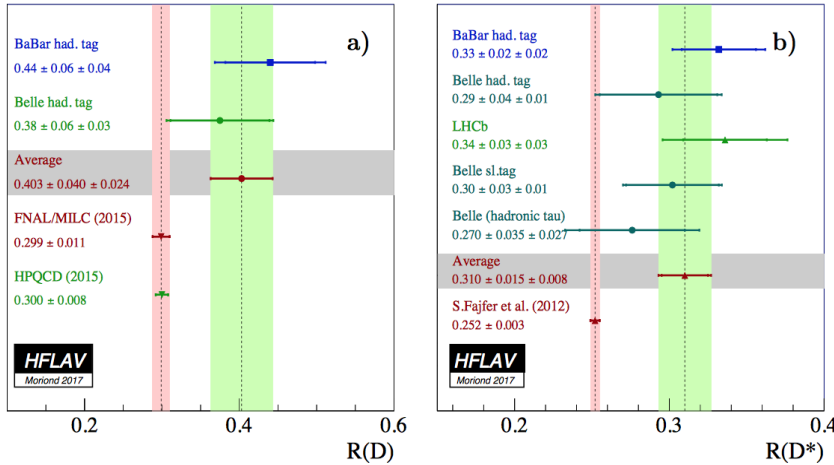 a)
BaBar had. tag
0.44 ± 0.06 ± 0.04
Belle had. tag
0.38 ± 0.06 ± 0.03
Average
0.403 ± 0.040 ± 0.024
FNAL/MILC (2015)
0.299 ± 0.011
HPQCD (2015)
0.300 ± 0.008
HFLAV
Moriond 2017
0.2
0.4
0.6
R(D)
b)
BaBar had. tag
0.33 ± 0.02 ± 0.02
Belle had. tag
0.29 ± 0.04 ± 0.01
LHCb
0.34 ± 0.03 ± 0.03
Belle sl.tag
0.30 ± 0.03 ± 0.01
Belle (hadronic tau)
0.270 ± 0.035 ± 0.027
Average
0.310 ± 0.015 ± 0.008
S.Fajfer et al. (2012)
0.252 ± 0.003
HFLAV
Moriond 2017
0.2
0.3
0.4
R(D*)